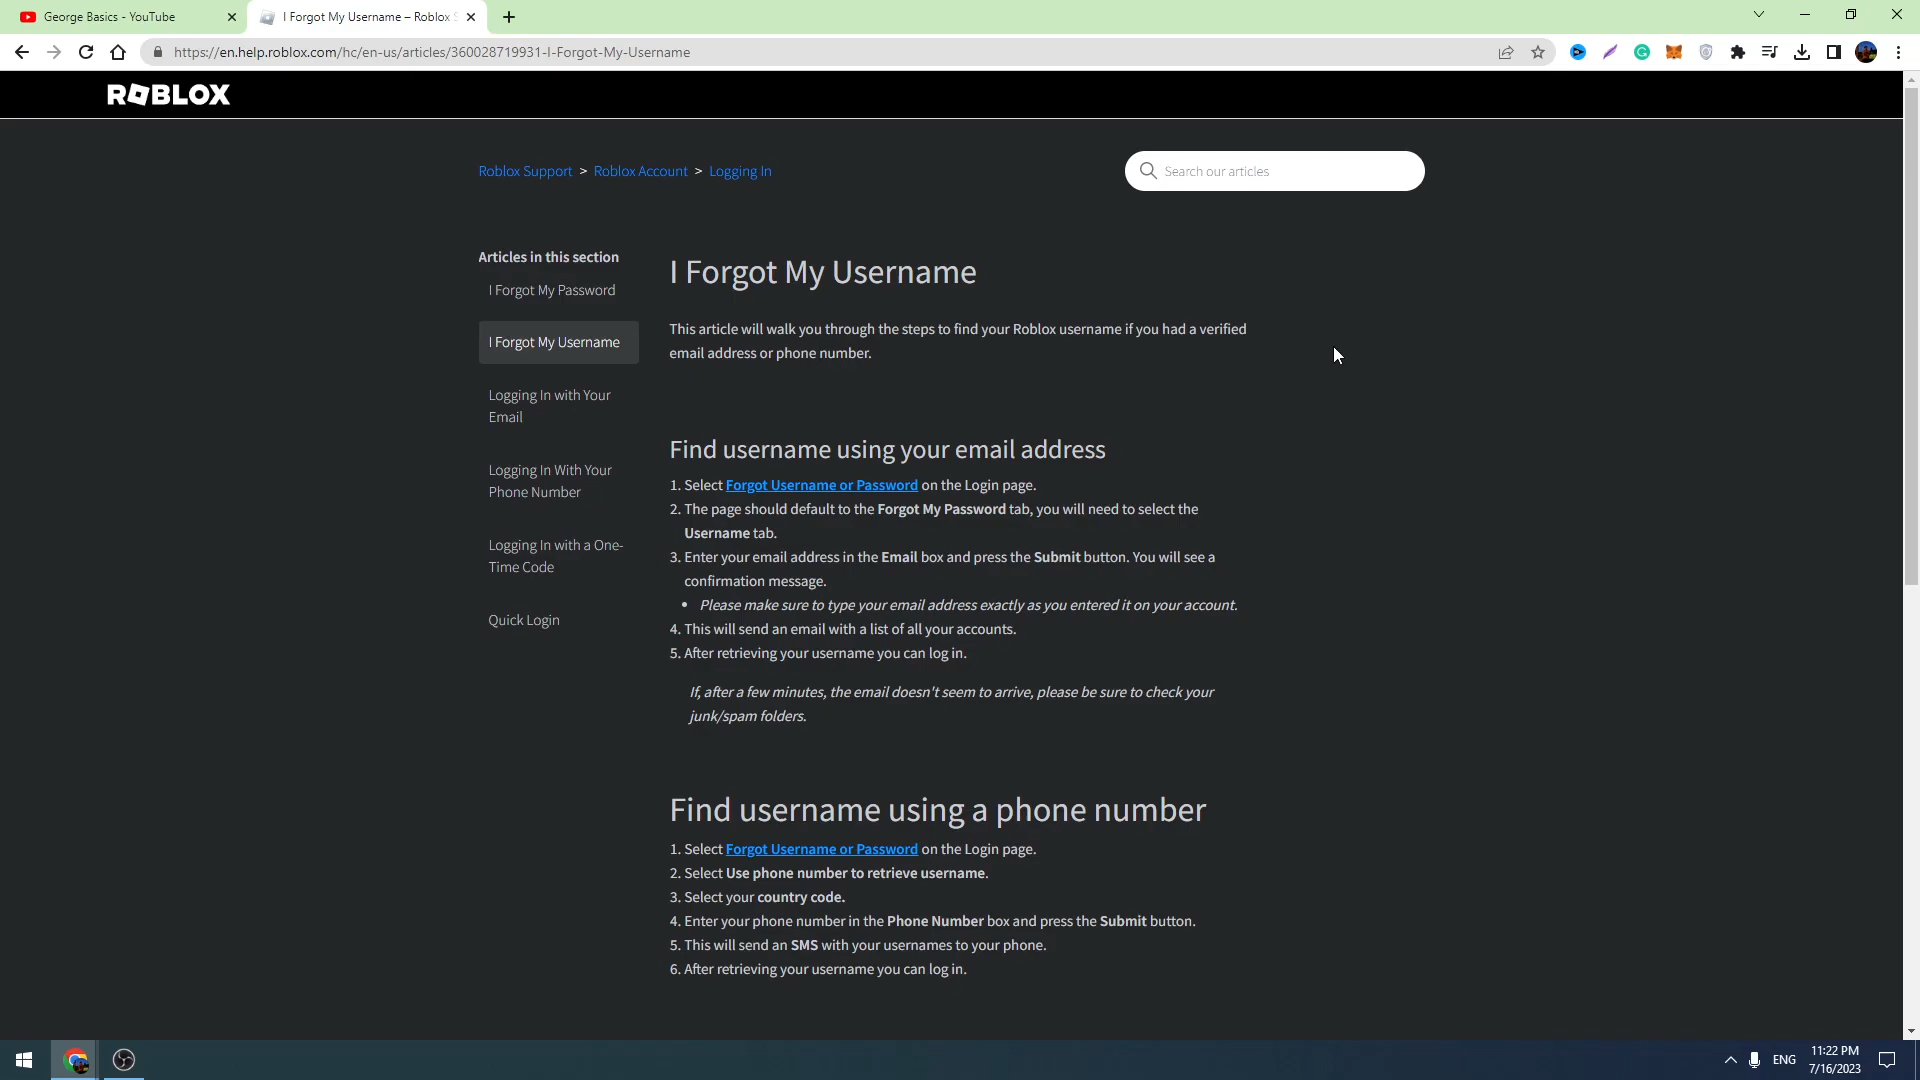 George Basics - YouTube
I Forgot My Username – Roblox S
https://en.help.roblox.com/hc/en-us/articles/360028719931-I-Forgot-My-Username
ROBLOX
Roblox Support > Roblox Account > Logging In
Search our articles
Articles in this section
I Forgot My Password
I Forgot My Username
Logging In with Your
Email
Logging In With Your
Phone Number
Logging In with a One-
Time Code
Quick Login
I Forgot My Username
This article will walk you through the steps to find your Roblox username if you had a verified
email address or phone number.
Find username using your email address
1. Select Forgot Username or Password on the Login page.
2. The page should default to the Forgot My Password tab, you will need to select the
Username tab.
3. Enter your email address in the Email box and press the Submit button. You will see a
confirmation message.
• Please make sure to type your email address exactly as you entered it on your account.
4. This will send an email with a list of all your accounts.
5. After retrieving your username you can log in.
If, after a few minutes, the email doesn't seem to arrive, please be sure to check your
junk/spam folders.
Find username using a phone number
1. Select Forgot Username or Password on the Login page.
2. Select Use phone number to retrieve username.
3. Select your country code.
4. Enter your phone number in the Phone Number box and press the Submit button.
5. This will send an SMS with your usernames to your phone.
6. After retrieving your username you can log in.
ENG
11:22 PM
7/16/2023